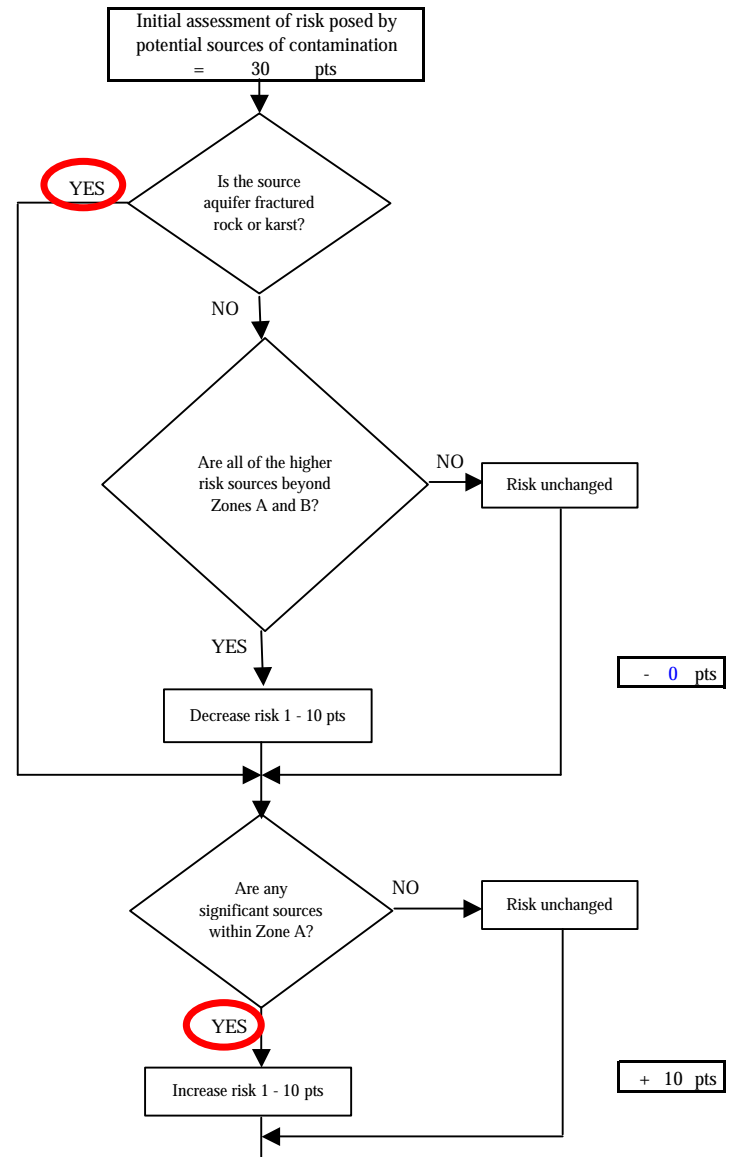 Initial assessment of risk posed by
potential sources of contamination
= 30 pts
YES
Is the source
aquifer fractured
rock or karst?
NO
Are all of the higher
risk sources beyond
Zones A and B?
NO
Risk unchanged
YES
- 0 pts
Decrease risk 1 - 10 pts
Are any
significant sources
within Zone A?
NO
Risk unchanged
YES
Increase risk 1 - 10 pts
+ 10 pts